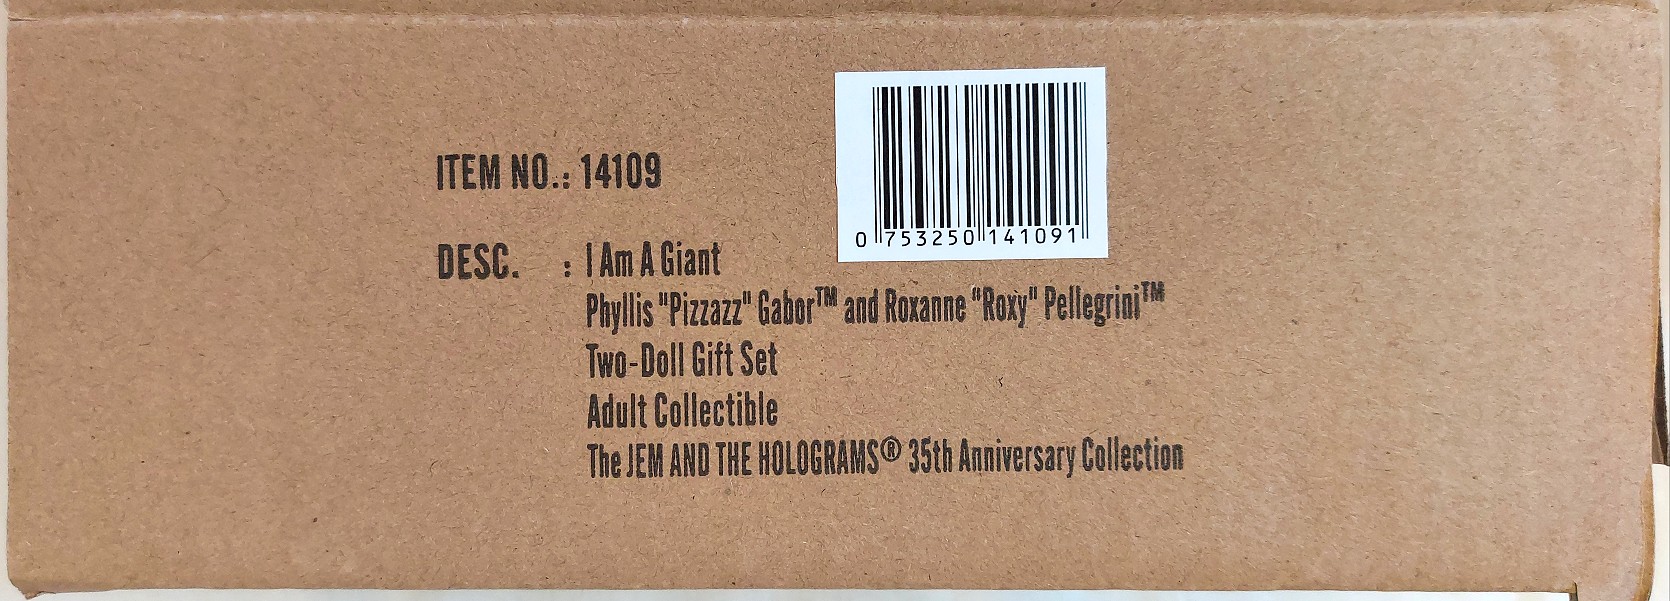 ITEM NO.: 14109
0 753250 141091
DESC. : I Am A Giant
Phyllis "Pizzazz" Gabor™ and Roxanne "Roxy" Pellegrini™
Two-Doll Gift Set
Adult Collectible
The JEM AND THE HOLOGRAMS® 35th Anniversary Collection